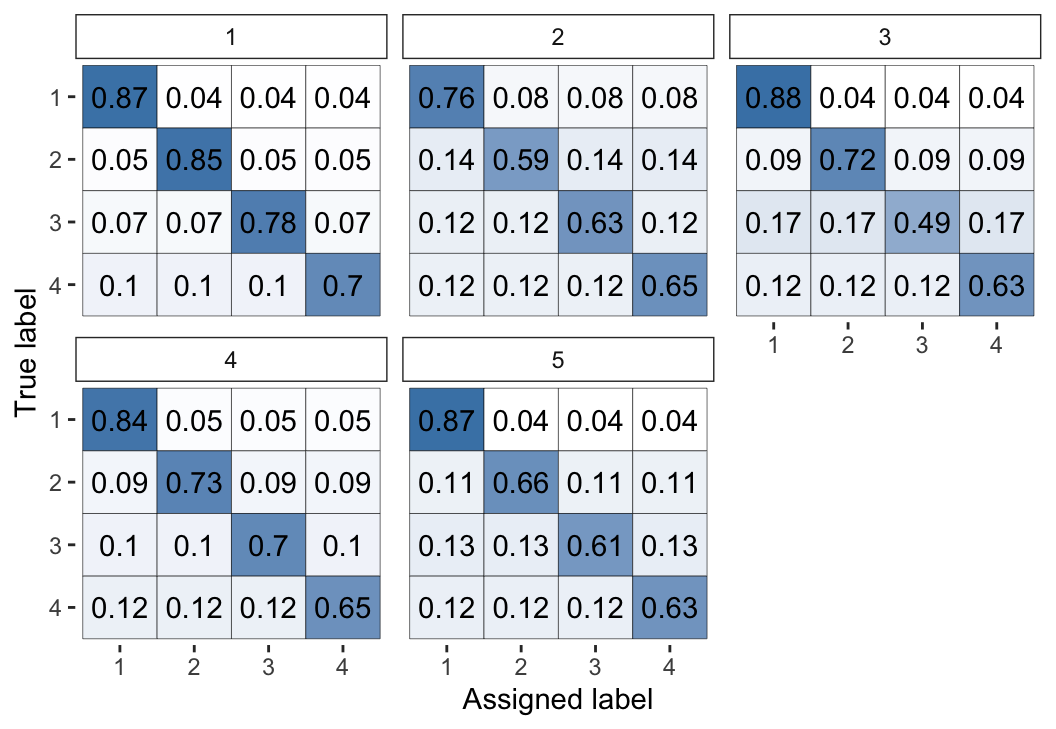 1 2 3
1 0.87 0.04 0.04 0.04 0.76 0.08 0.08 0.08 0.88 0.04 0.04 0.04
2 0.05 0.85 0.05 0.05 0.14 0.59 0.14 0.14 0.09 0.72 0.09 0.09
3 0.07 0.07 0.78 0.07 0.12 0.12 0.63 0.12 0.17 0.17 0.49 0.17
4 0.1 0.1 0.1 0.7 0.12 0.12 0.12 0.65 0.12 0.12 0.12 0.63
1 2 3 4
True label
4 5
1 0.84 0.05 0.05 0.05 0.87 0.04 0.04 0.04
2 0.09 0.73 0.09 0.09 0.11 0.66 0.11 0.11
3 0.1 0.1 0.7 0.1 0.13 0.13 0.61 0.13
4 0.12 0.12 0.12 0.65 0.12 0.12 0.12 0.63
1 2 3 4 1 2 3 4
Assigned label